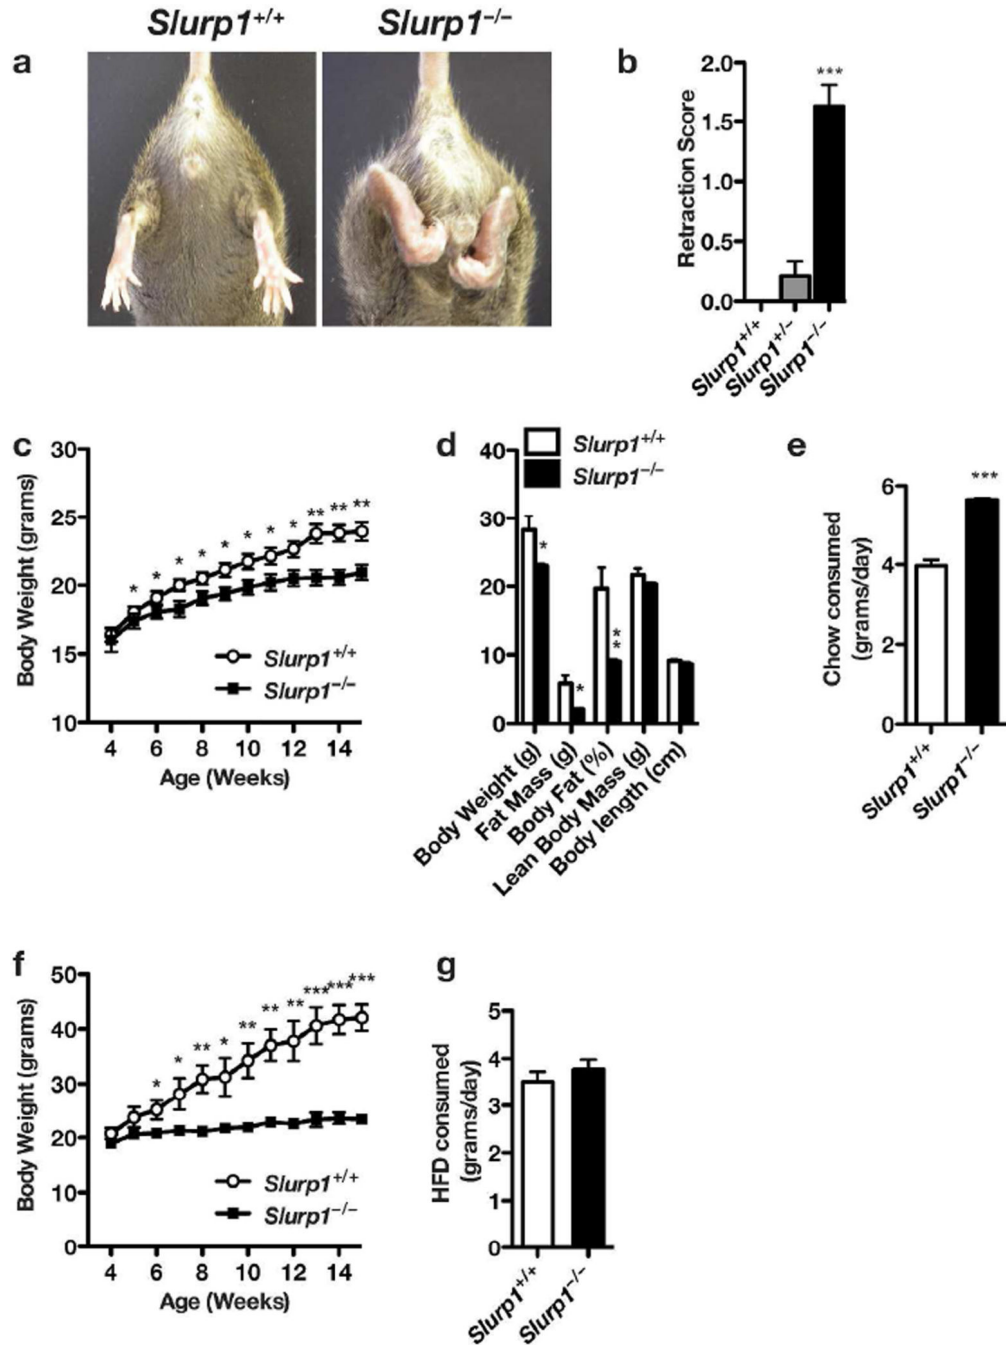 Slurp1+/+ Slurp1−/−
a
b
2.0
1.5
1.0
0.5
0.0
Retraction Score
***
Slurp1+/+
Slurp1+/−
Slurp1−/−
c
30
25
20
15
10
Body Weight (grams)
* * * * * * * * ** ** **
Slurp1+/+
Slurp1−/−
4 6 8 10 12 14
Age (Weeks)
d
Slurp1+/+
Slurp1−/−
40
30
20
10
0
*
*
**
Body Weight (g)
Fat Mass (g)
Body Fat (%)
Lean Body Mass (g)
Body length (cm)
e
6
4
2
0
Chow consumed
(grams/day)
***
Slurp1+/+
Slurp1−/−
f
50
40
30
20
10
0
Body Weight (grams)
* * ** * ** ** ** *** *** ***
Slurp1+/+
Slurp1−/−
4 6 8 10 12 14
Age (Weeks)
g
5
4
3
2
1
0
HFD consumed
(grams/day)
Slurp1+/+
Slurp1−/−